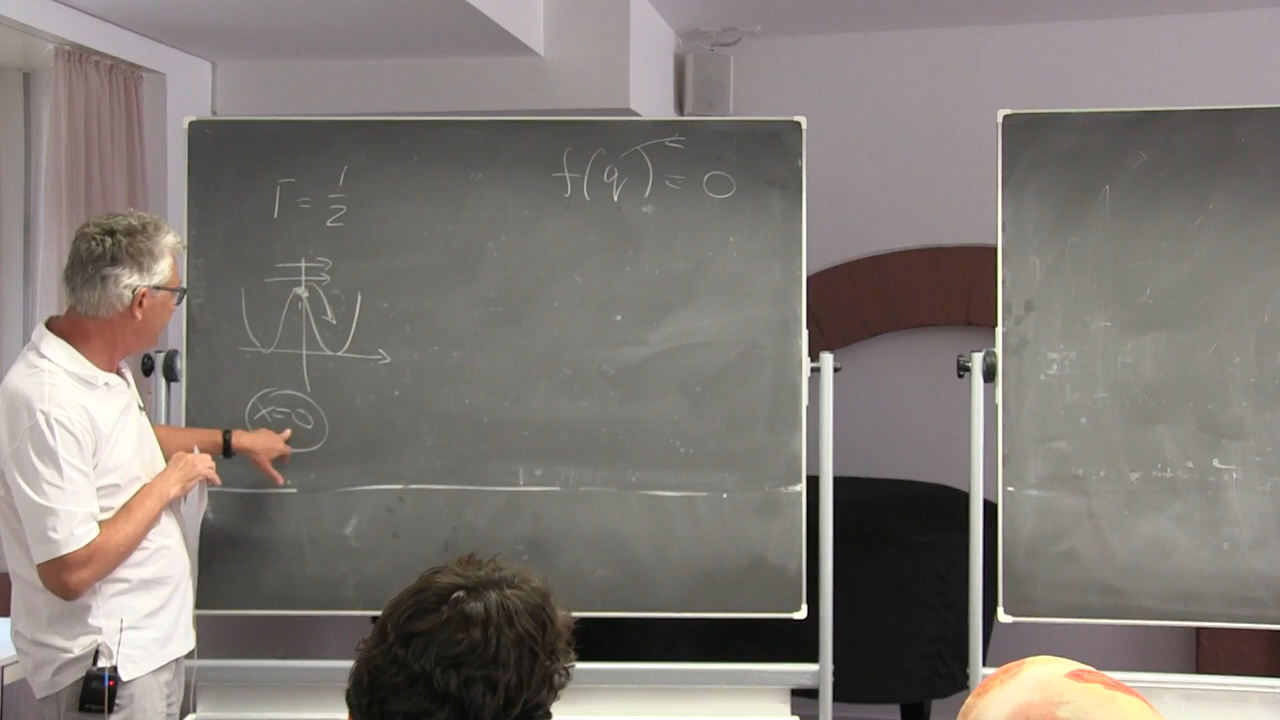 Γ = 1/2
f(q) = 0
x=0